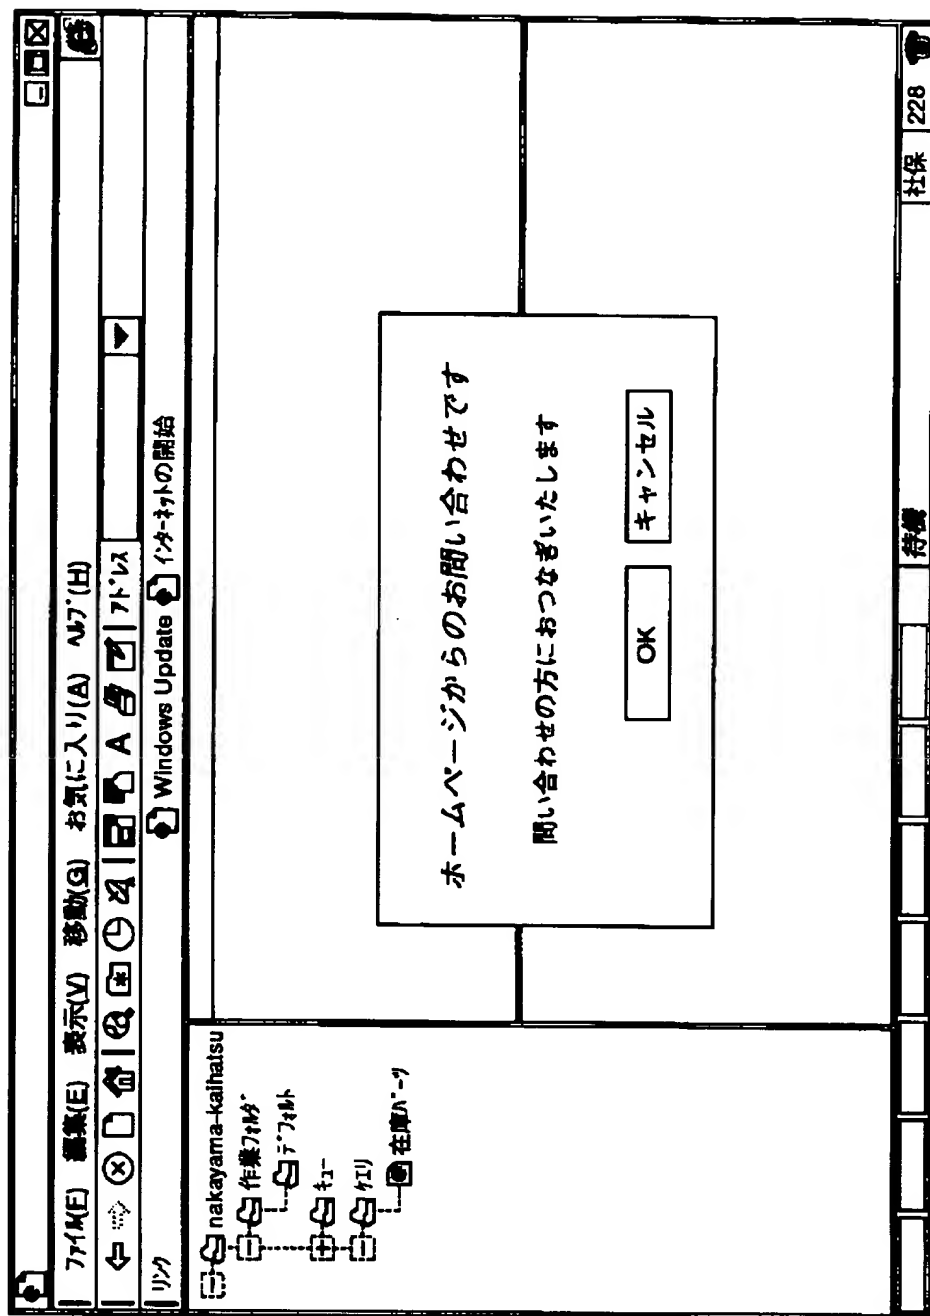 ファイル(F) 編集(E) 表示(V) 移動(G) お気に入り(A) ヘルプ(H)
A アドレス
リンク Windows Update インターネットの開始
nakayama-kaihatsu
作業フォルダ
デフォルト
キュー
クエリ
在庫パーツ
ホームページからのお問い合わせです
問い合わせの方におつなぎいたします
OK キャンセル
待機 社保 228